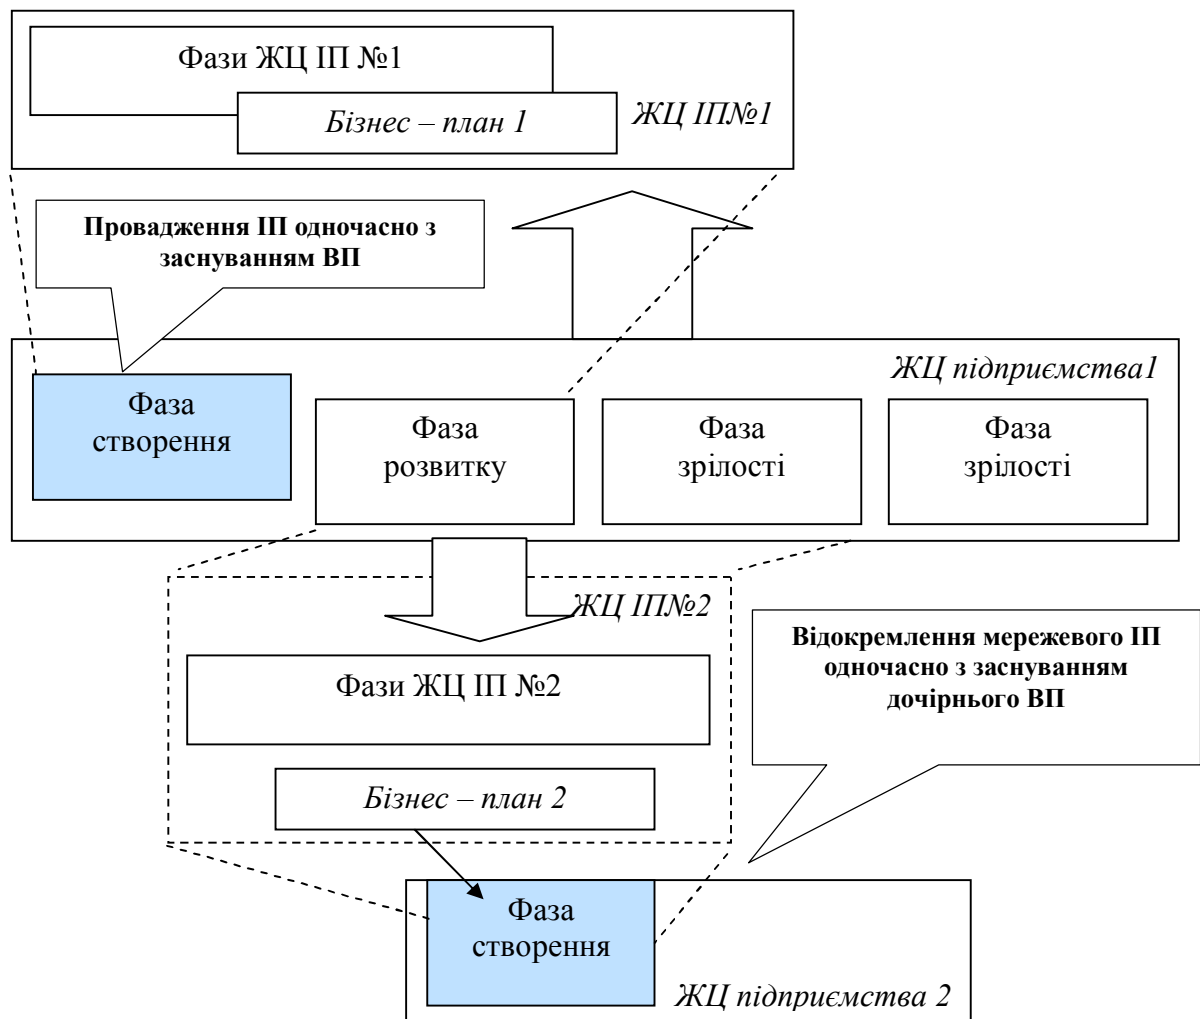 Фази ЖЦ ІП №1
Бізнес – план 1
ЖЦ ІП№1
Провадження ІП одночасно з
заснуванням ВП
ЖЦ підприємства1
Фаза
створення
Фаза
розвитку
Фаза
зрілості
Фаза
зрілості
ЖЦ ІП№2
Фази ЖЦ ІП №2
Бізнес – план 2
Відокремлення мережевого ІП
одночасно з заснуванням
дочірнього ВП
Фаза
створення
ЖЦ підприємства 2